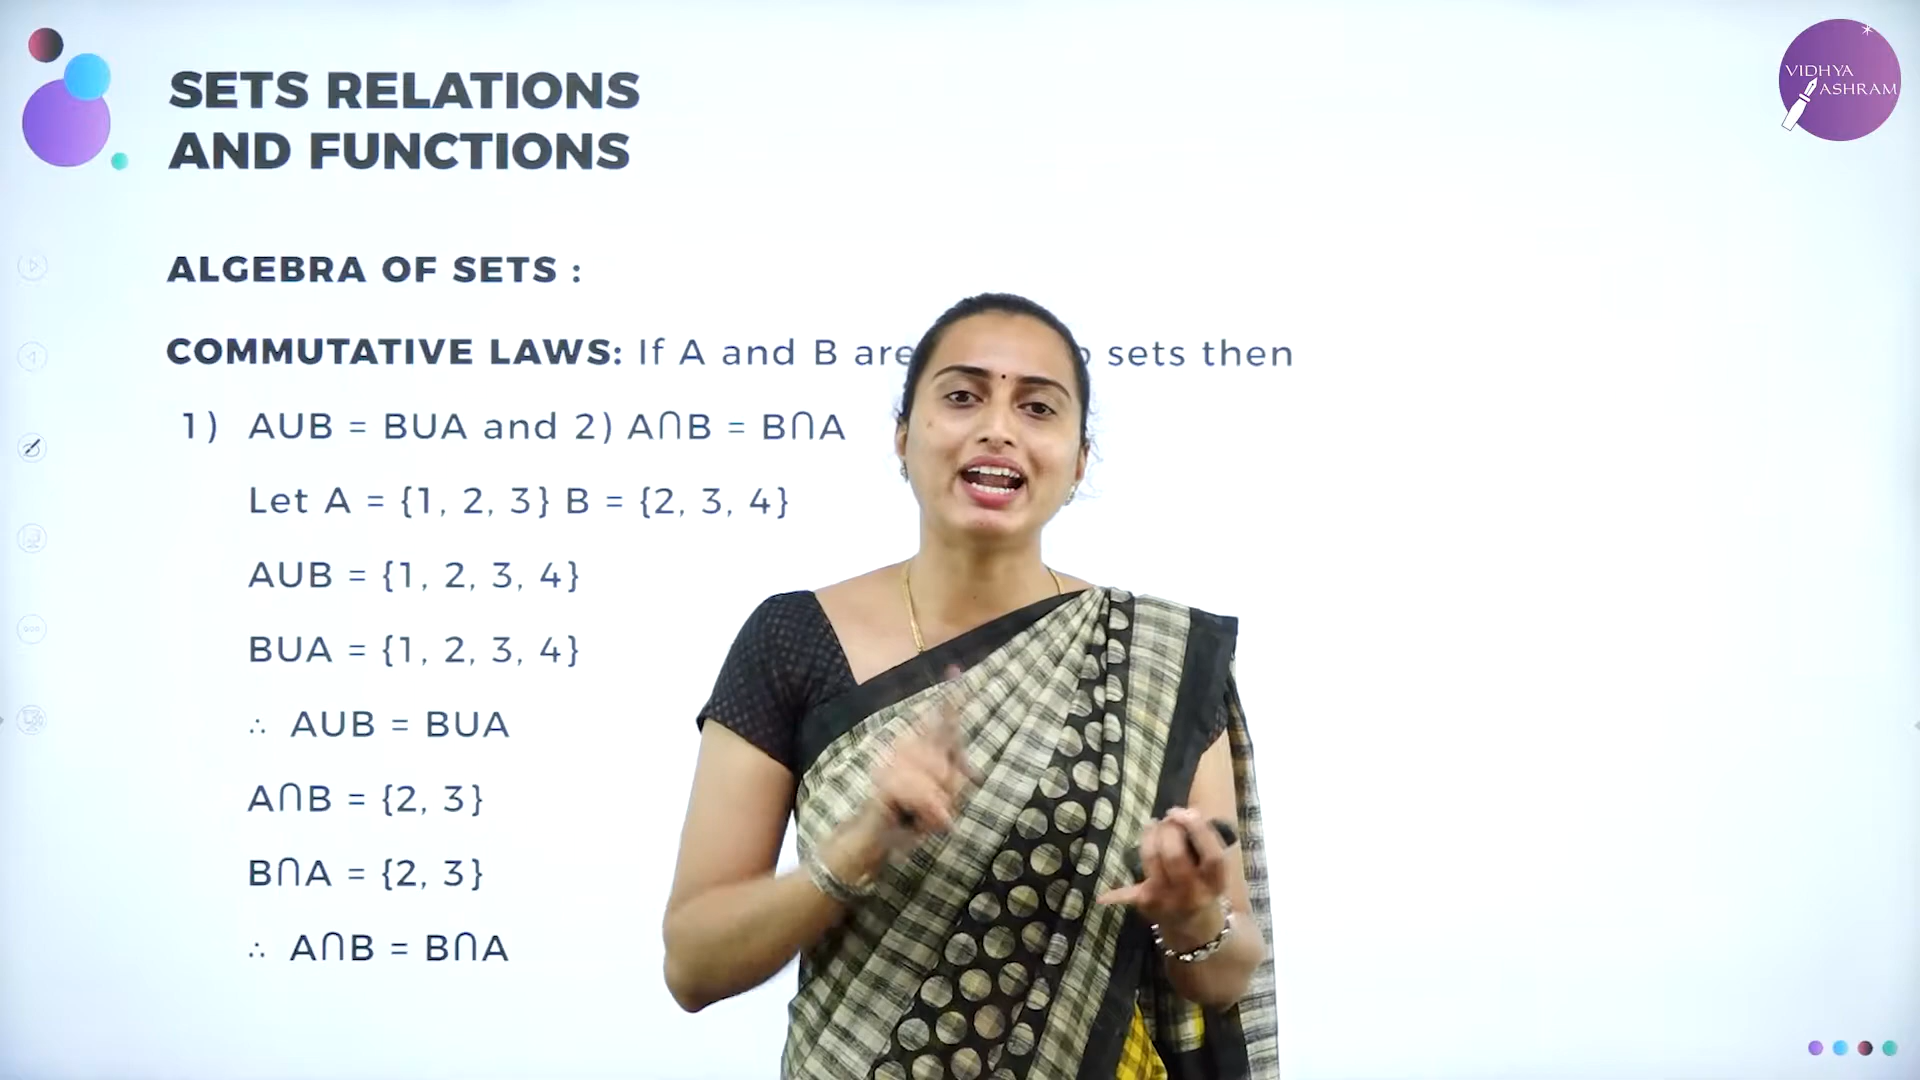 SETS RELATIONS
AND FUNCTIONS
VIDHYA
ASHRAM
ALGEBRA OF SETS :
COMMUTATIVE LAWS: If A and B are sets then
1) AUB = BUA and 2) A∩B = B∩A
Let A = {1, 2, 3} B = {2, 3, 4}
AUB = {1, 2, 3, 4}
BUA = {1, 2, 3, 4}
∴ AUB = BUA
A∩B = {2, 3}
B∩A = {2, 3}
∴ A∩B = B∩A